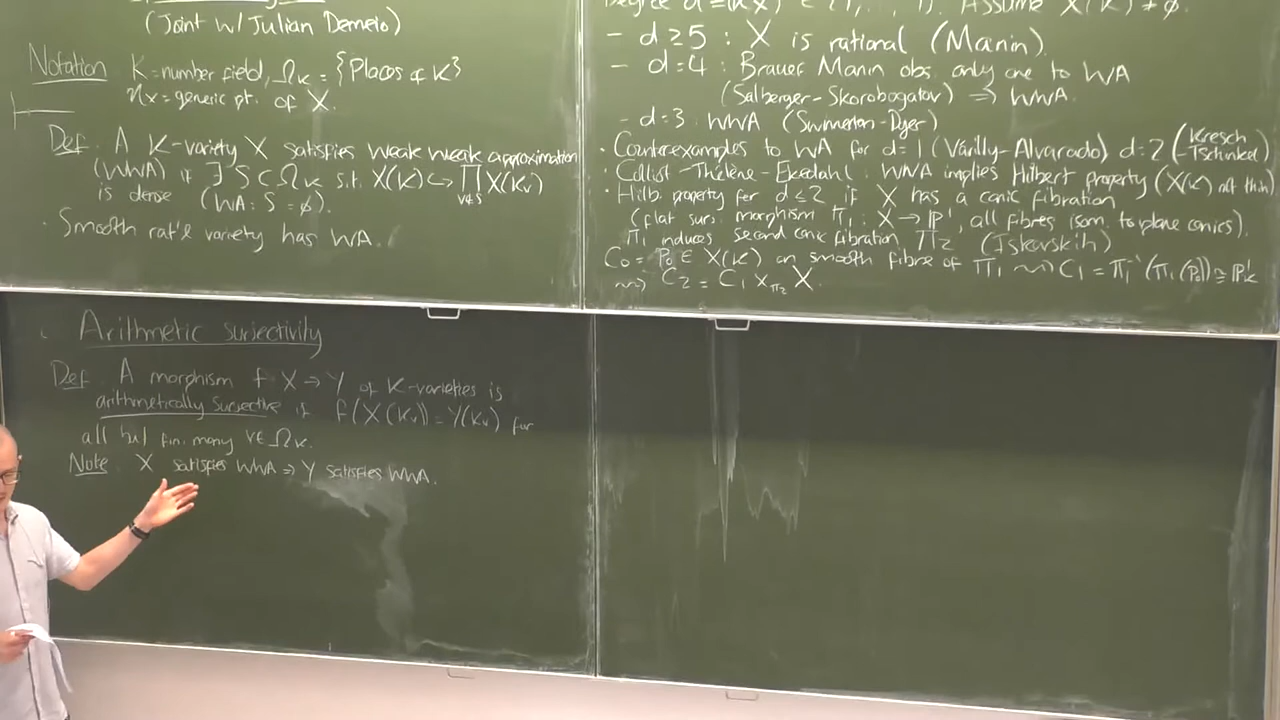 (Joint w/ Julian Demeio)
Notation K = number field, Ω_K = {Places of K}
η_X = generic pt. of X.
Def. A K-variety X satisfies weak weak approximation
(WWA) if ∃ S ⊂ Ω_K s.t. X(K) ↪ ∏_{v∉S} X(K_v)
is dense (WA: S = ∅).
· Smooth rat'l variety has WA.
Assume X(K) ≠ ∅.
- d ≥ 5 : X is rational (Manin).
- d = 4 : Brauer Manin obs. only one to WA
(Salberger-Skorobogatov) ⇒ WWA.
- d = 3 WWA (Swinnerton-Dyer)
· Counterexamples to WA for d = 1 (Várilly-Alvarado) d = 2 (Kresch
-Tschinkel)
· Colliot-Thélène-Ekedahl: WWA implies Hilbert property (X(K) not thin)
· Hilb. property for d ≤ 2 if X has a conic fibration
(flat surj. morphism π_1 : X → P^1, all fibres isom. to plane conics).
π_1 induces second conic fibration π_2 (Iskovskih)
C_0 = P_0 ∈ X(K) on smooth fibre of π_1 ⇝ C_1 = π_1^{-1}(π_1(P_0)) ≅ P^1_K
⇝ C_2 = C_1 ×_{π_2} X.
Arithmetic surjectivity
Def. A morphism f: X → Y of K-varieties is
arithmetically surjective if f(X(K_v)) = Y(K_v) for
all but fin. many v ∈ Ω_K.
Note. X satisfies WWA ⇒ Y satisfies WWA.